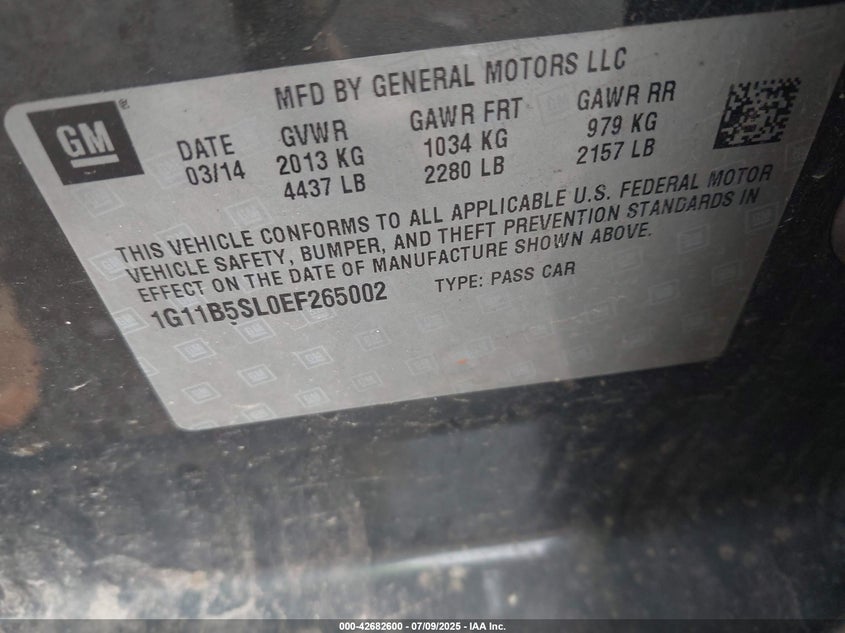 MFD BY GENERAL MOTORS LLC
GM®
DATE GVWR GAWR FRT GAWR RR
03/14 2013 KG 1034 KG 979 KG
4437 LB 2280 LB 2157 LB
THIS VEHICLE CONFORMS TO ALL APPLICABLE U.S. FEDERAL MOTOR
VEHICLE SAFETY, BUMPER, AND THEFT PREVENTION STANDARDS IN
EFFECT ON THE DATE OF MANUFACTURE SHOWN ABOVE.
1G11B5SL0EF265002 TYPE: PASS CAR
000-42682600 - 07/09/2025 - IAA Inc.